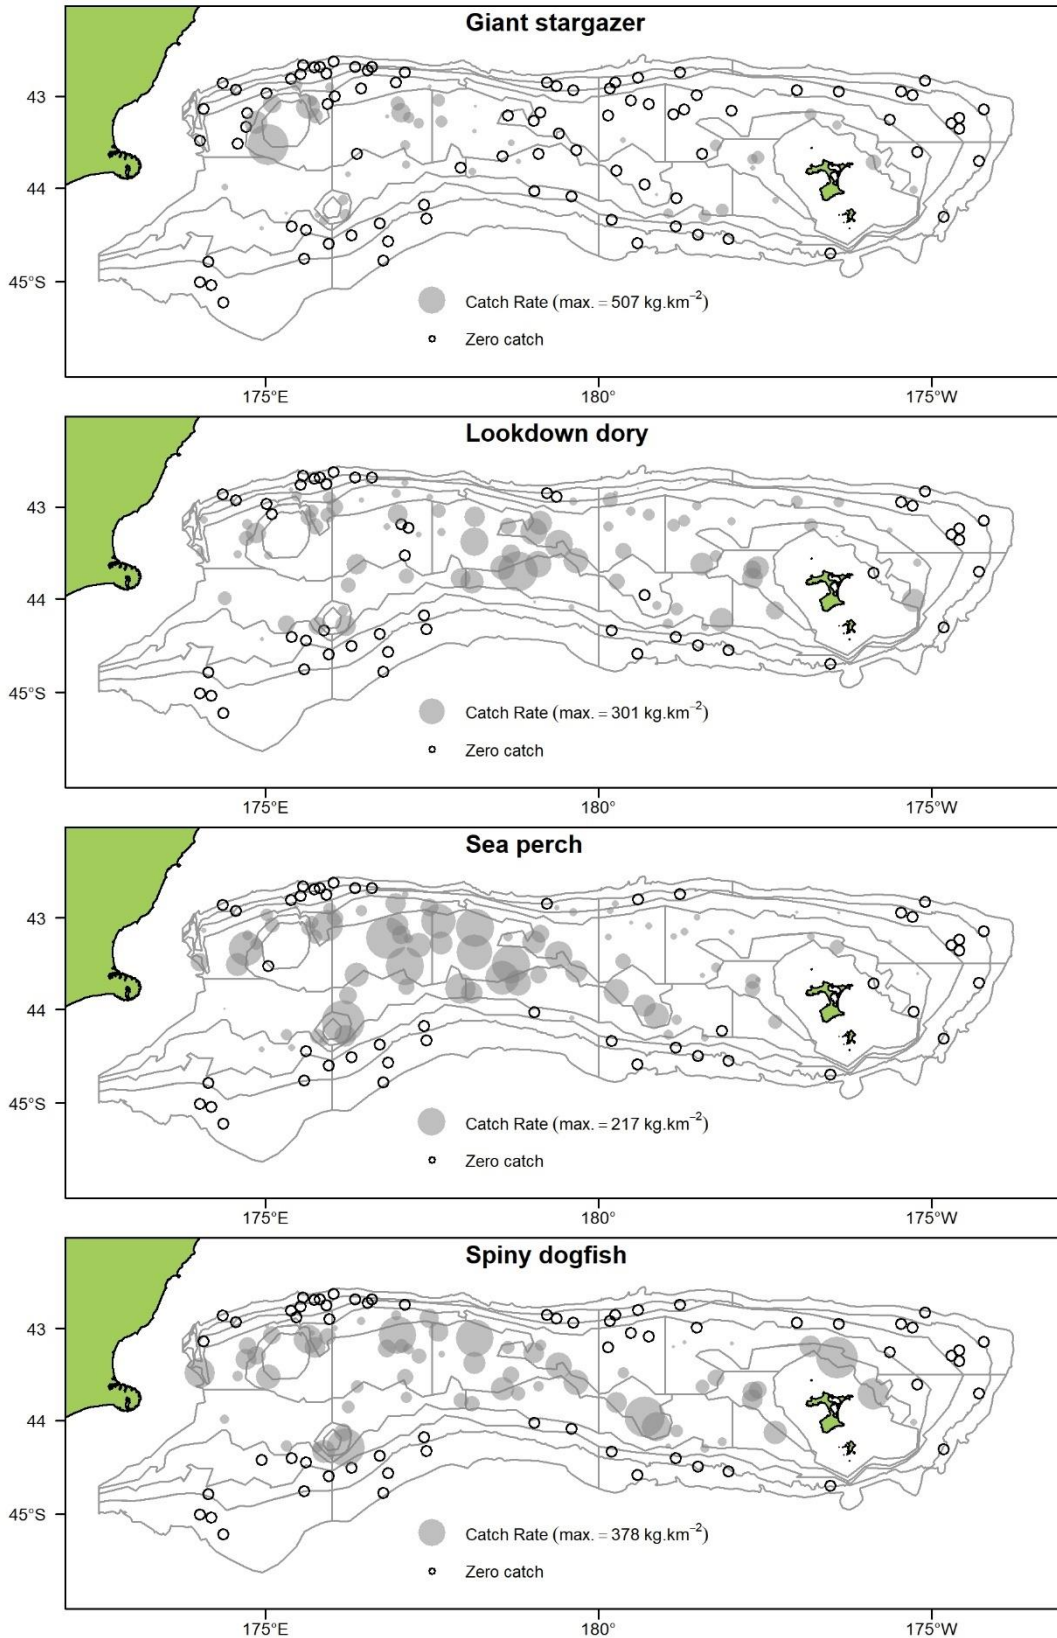 Giant stargazer
43
44
45°S
Catch Rate (max. = 507 kg.km⁻²)
Zero catch
175°E 180° 175°W
Lookdown dory
43
44
45°S
Catch Rate (max. = 301 kg.km⁻²)
Zero catch
175°E 180° 175°W
Sea perch
43
44
45°S
Catch Rate (max. = 217 kg.km⁻²)
Zero catch
175°E 180° 175°W
Spiny dogfish
43
44
45°S
Catch Rate (max. = 378 kg.km⁻²)
Zero catch
175°E 180° 175°W